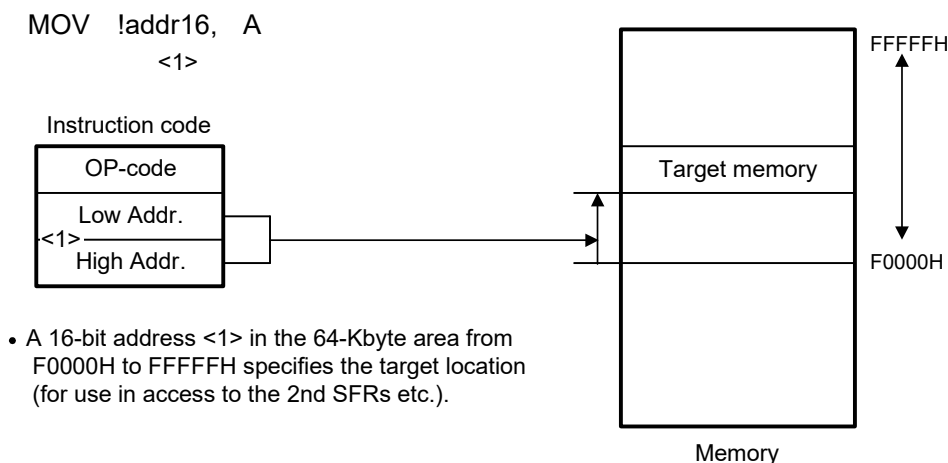 MOV !addr16, A
<1>
Instruction code
OP-code
Low Addr.
<1>
High Addr.
• A 16-bit address <1> in the 64-Kbyte area from
F0000H to FFFFFH specifies the target location
(for use in access to the 2nd SFRs etc.).
FFFFFH
Target memory
F0000H
Memory